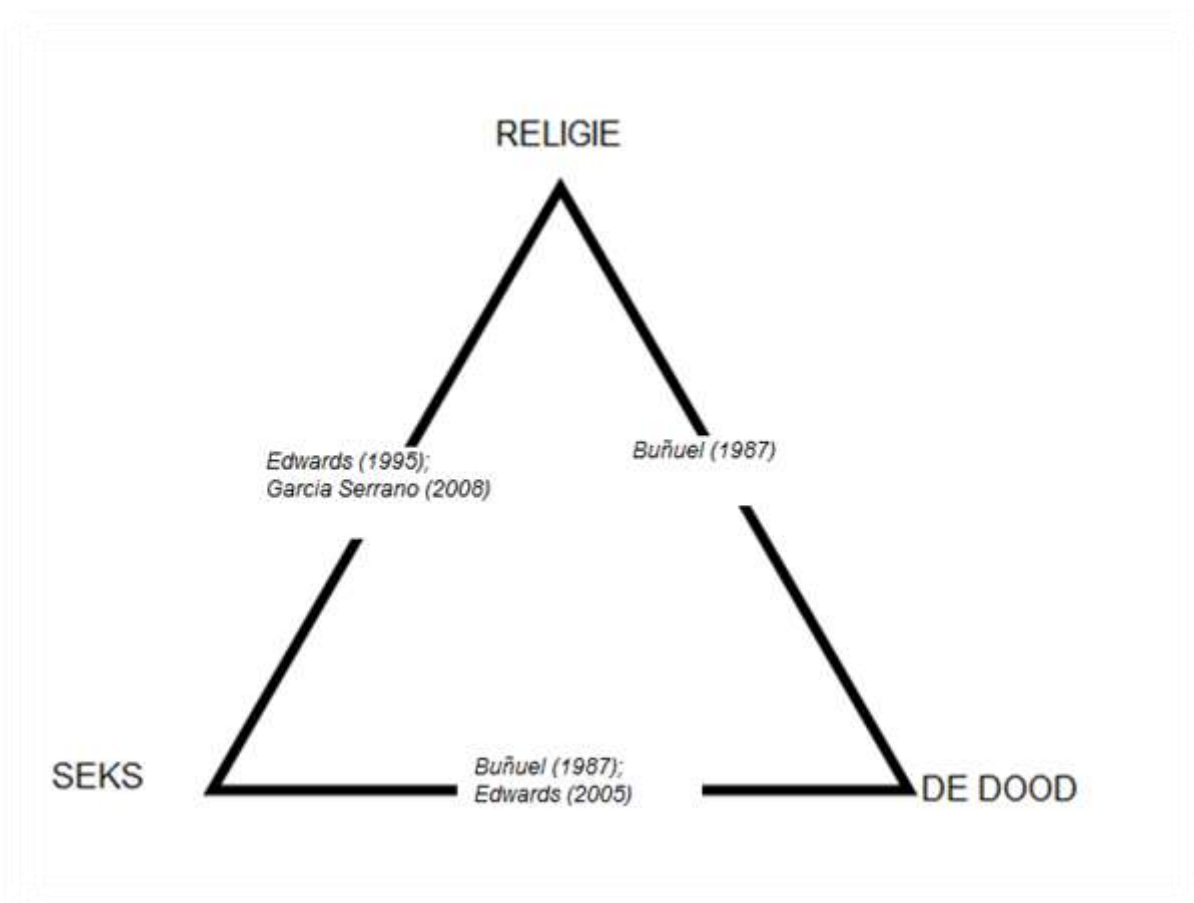 RELIGIE
Edwards (1995);
Garcia Serrano (2008)
Buñuel (1987)
SEKS
Buñuel (1987);
Edwards (2005)
DE DOOD